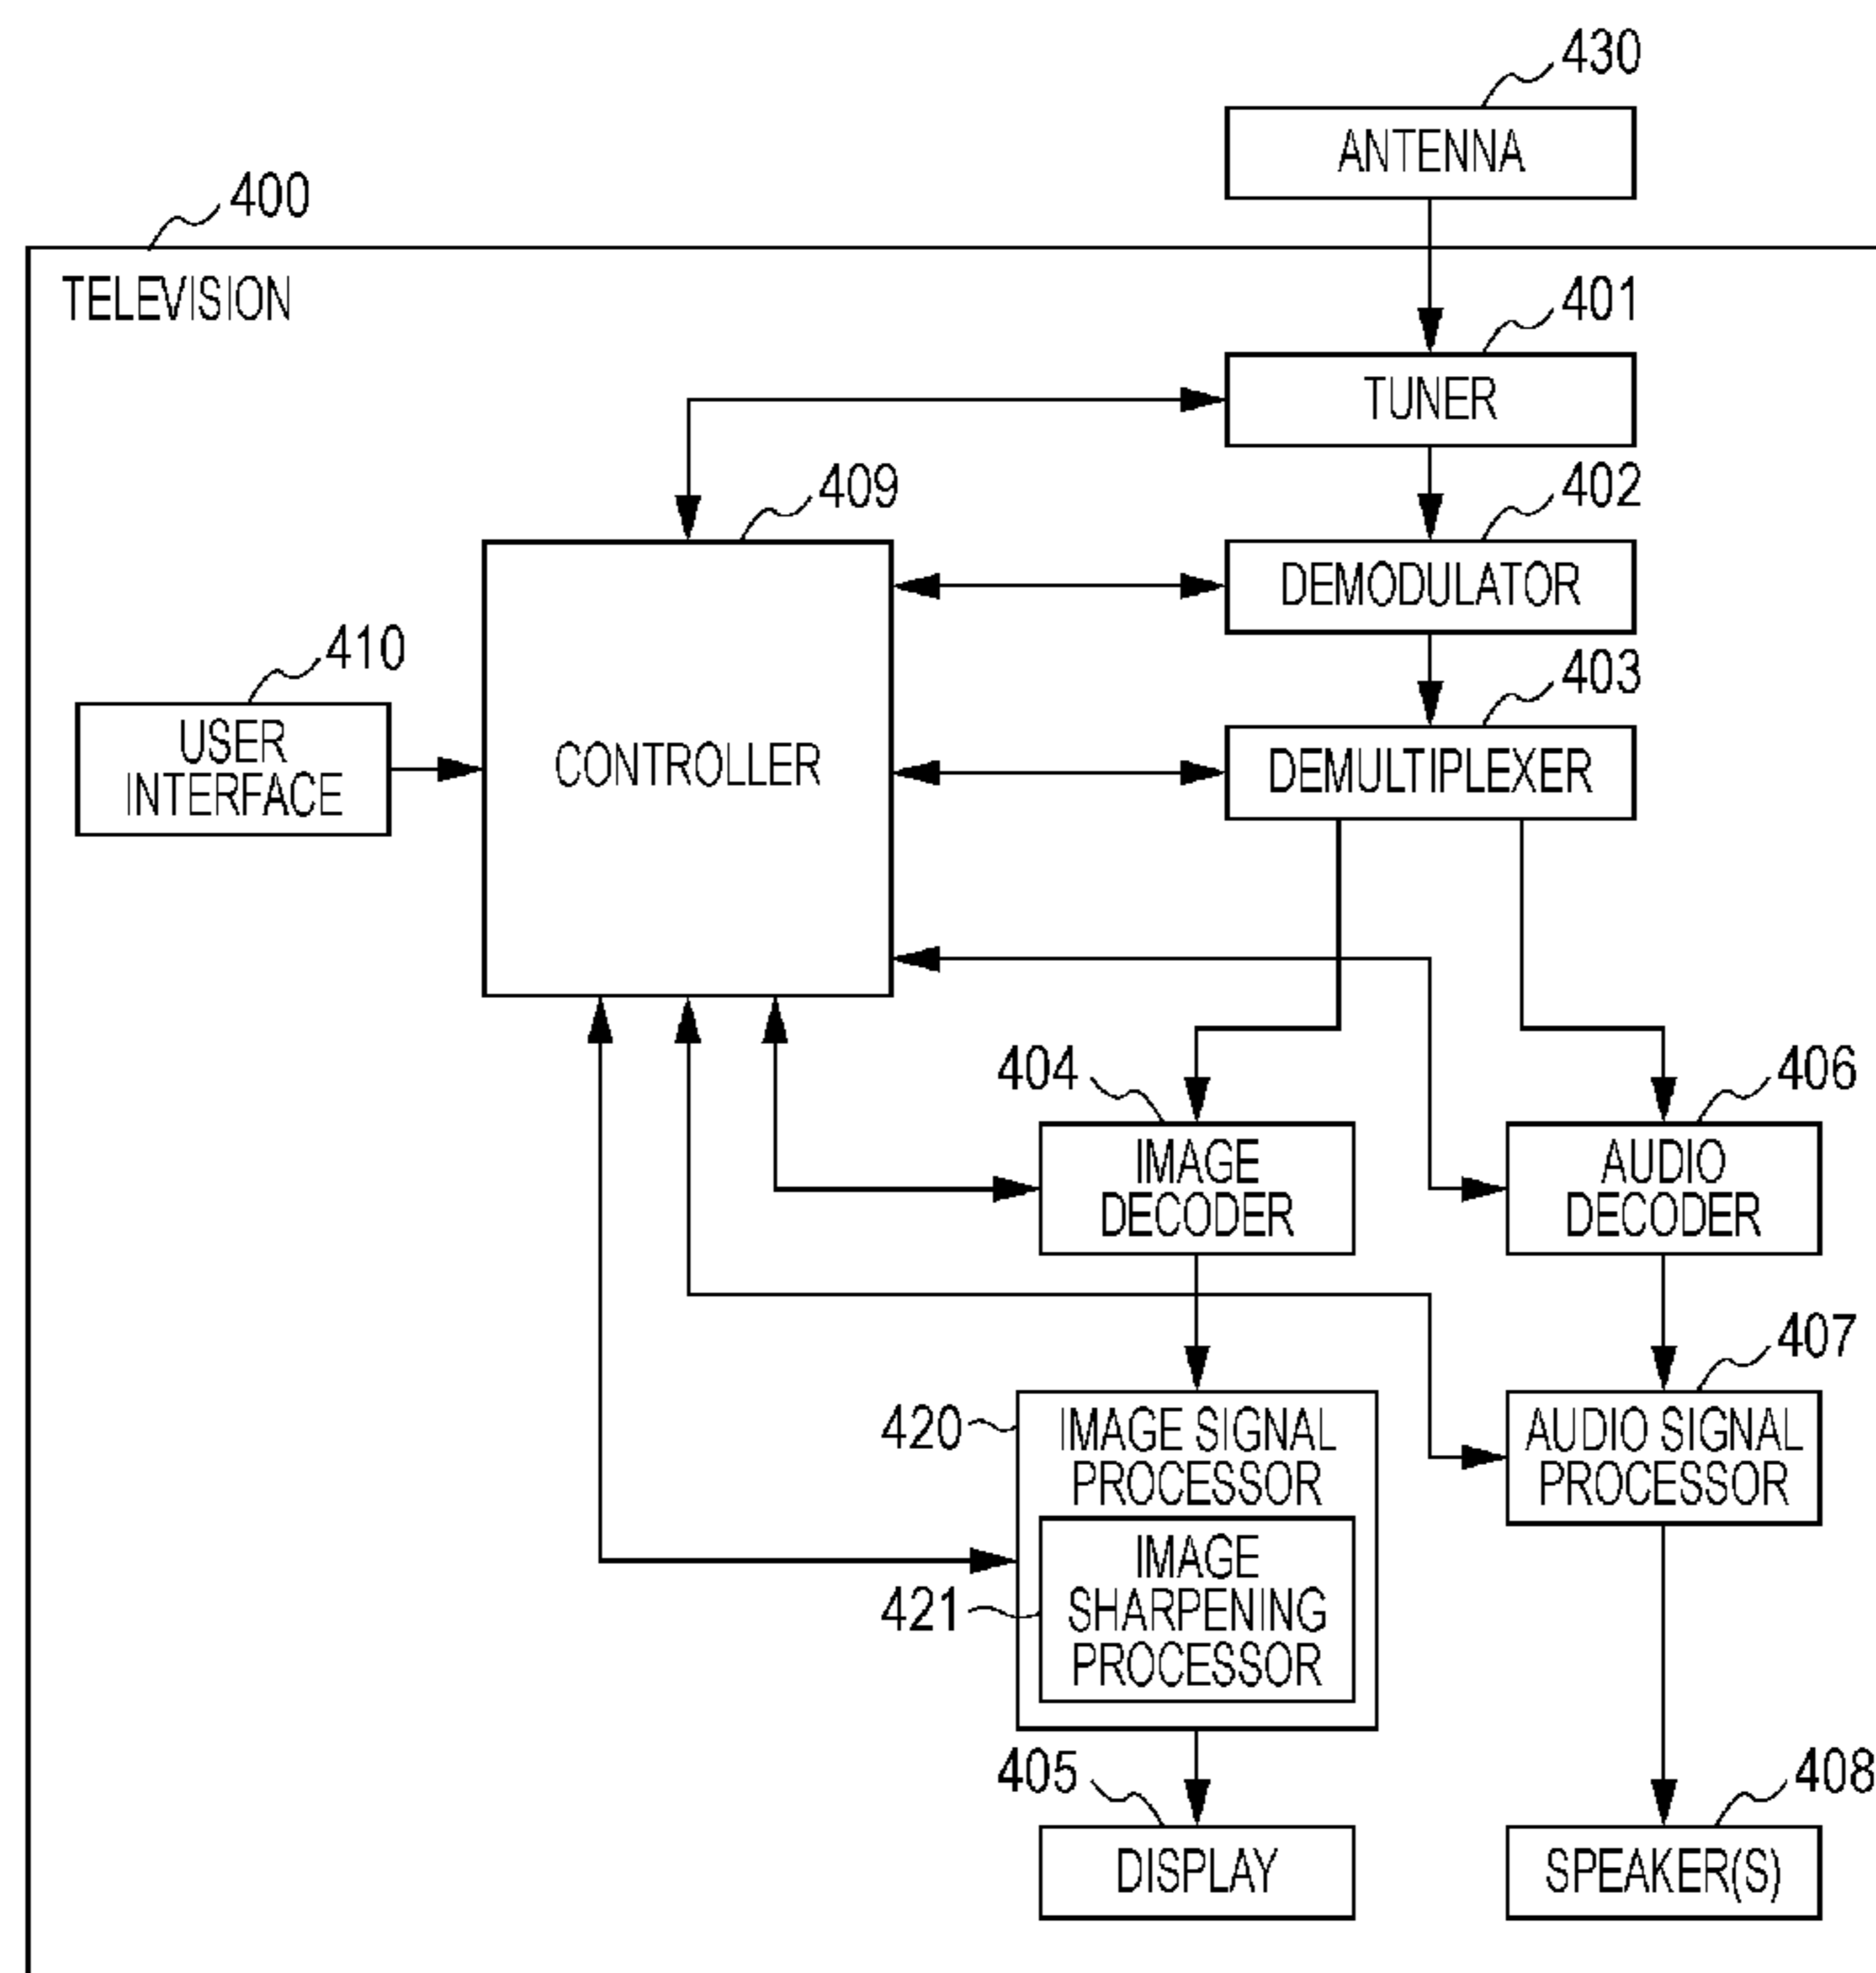 430
ANTENNA
400
TELEVISION
401
TUNER
409
402
DEMODULATOR
410
403
USER
INTERFACE
CONTROLLER
DEMULTIPLEXER
404
406
IMAGE
DECODER
AUDIO
DECODER
407
420
IMAGE SIGNAL
PROCESSOR
AUDIO SIGNAL
PROCESSOR
421
IMAGE
SHARPENING
PROCESSOR
405
408
DISPLAY
SPEAKER(S)